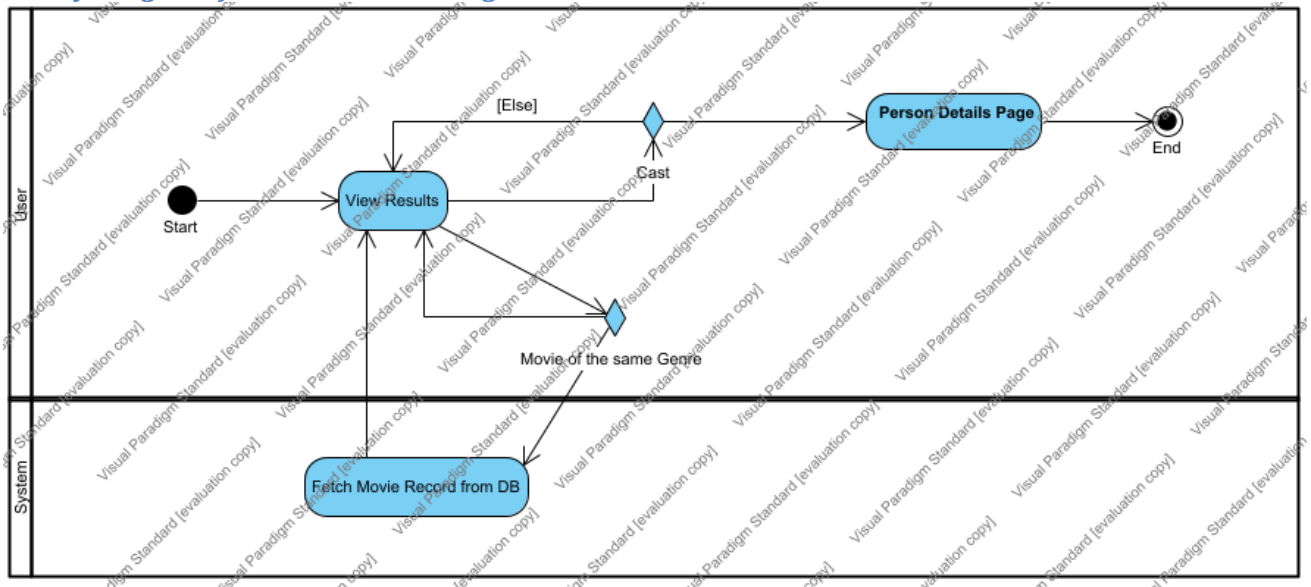 [Else]
Person Details Page
Cast
End
User
View Results
Start
Movie of the same Genre
System
Fetch Movie Record from DB
Visual Paradigm Standard [evaluation copy]